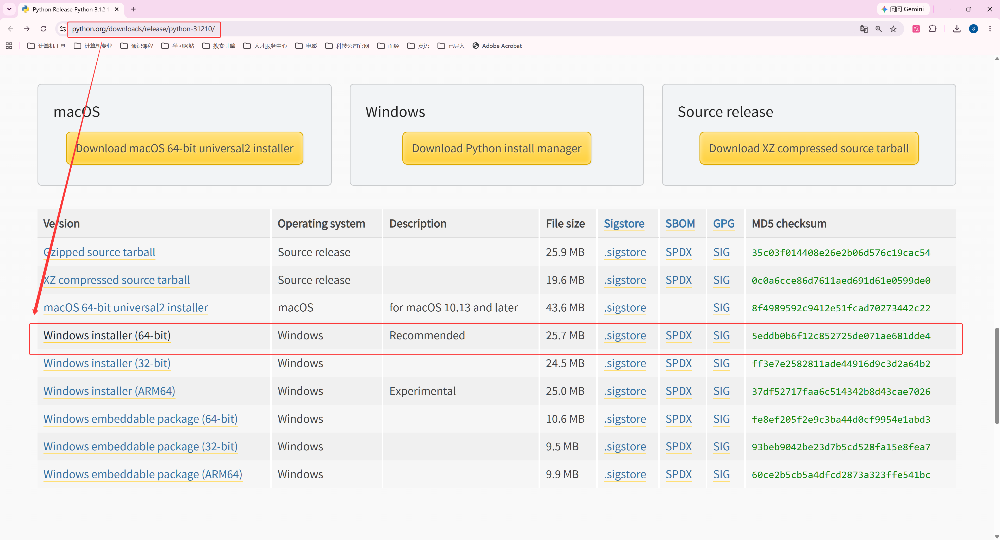 Python Release Python 3.12.1
问问 Gemini
python.org/downloads/release/python-31210/
8
计算机工具 计算机专业 通识课程 学习网站 搜索引擎 人才服务中心 电影 科技公司官网 面经 英语 已导入 Adobe Acrobat
macOS
Download macOS 64-bit universal2 installer
Windows
Download Python install manager
Source release
Download XZ compressed source tarball
Version Operating system Description File size Sigstore SBOM GPG MD5 checksum
Gzipped source tarball Source release 25.9 MB .sigstore SPDX SIG 35c03f014408e26e2b06d576c19cac54
XZ compressed source tarball Source release 19.6 MB .sigstore SPDX SIG 0c0a6cce86d7611aed691d61e0599de0
macOS 64-bit universal2 installer macOS for macOS 10.13 and later 43.6 MB .sigstore SIG 8f4989592c9412e51fcad70273442c22
Windows installer (64-bit) Windows Recommended 25.7 MB .sigstore SPDX SIG 5eddb0b6f12c852725de071ae681dde4
Windows installer (32-bit) Windows 24.5 MB .sigstore SPDX SIG ff3e7e2582811ade44916d9c3d2a64b2
Windows installer (ARM64) Windows Experimental 25.0 MB .sigstore SPDX SIG 37df52717faa6c514342b8d43cae7026
Windows embeddable package (64-bit) Windows 10.6 MB .sigstore SPDX SIG fe8ef205f2e9c3ba44d0cf9954e1abd3
Windows embeddable package (32-bit) Windows 9.5 MB .sigstore SPDX SIG 93beb9042be23d7b5cd528fa15e8fea7
Windows embeddable package (ARM64) Windows 9.9 MB .sigstore SPDX SIG 60ce2b5cb5a4dfcd2873a323ffe541bc